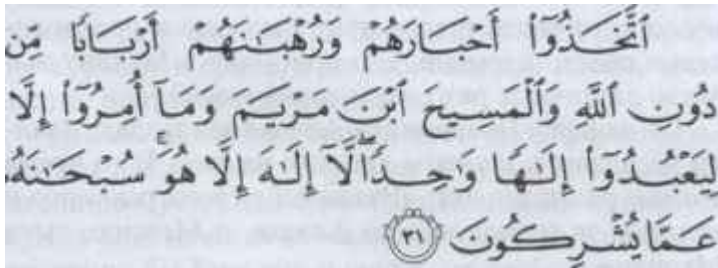 ٱتَّخَذُوٓا۟ أَحْبَارَهُمْ وَرُهْبَـٰنَهُمْ أَرْبَابًا مِّن
دُونِ ٱللَّهِ وَٱلْمَسِيحَ ٱبْنَ مَرْيَمَ وَمَآ أُمِرُوٓا۟ إِلَّا
لِيَعْبُدُوٓا۟ إِلَـٰهًا وَٰحِدًا ۖ لَّآ إِلَـٰهَ إِلَّا هُوَ ۚ سُبْحَـٰنَهُۥ
عَمَّا يُشْرِكُونَ ٣١